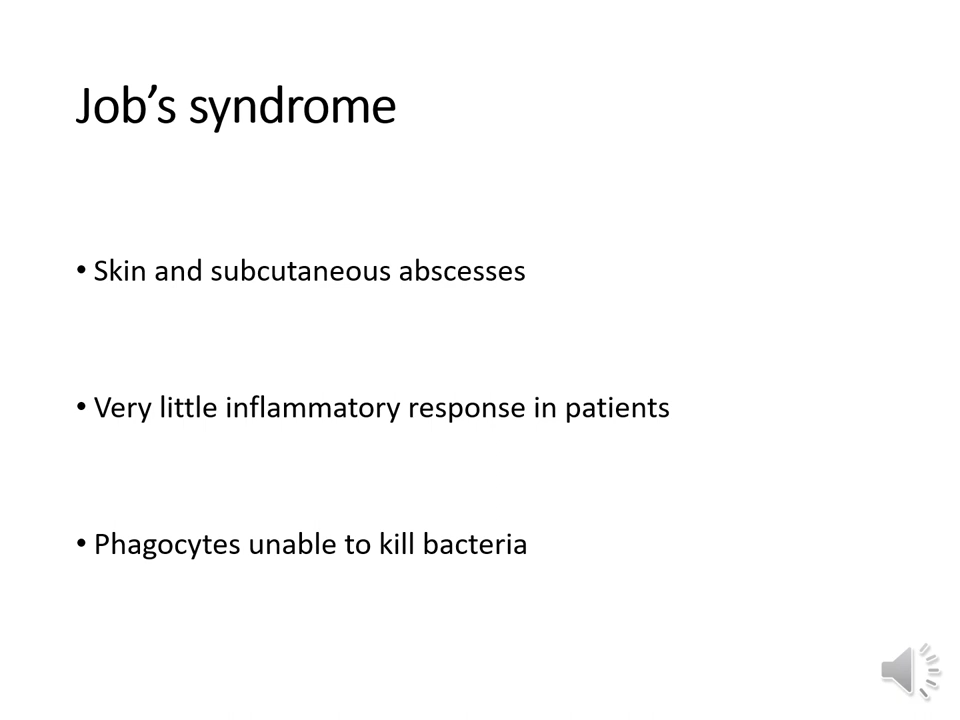 Job’s syndrome
• Skin and subcutaneous abscesses
• Very little inflammatory response in patients
• Phagocytes unable to kill bacteria